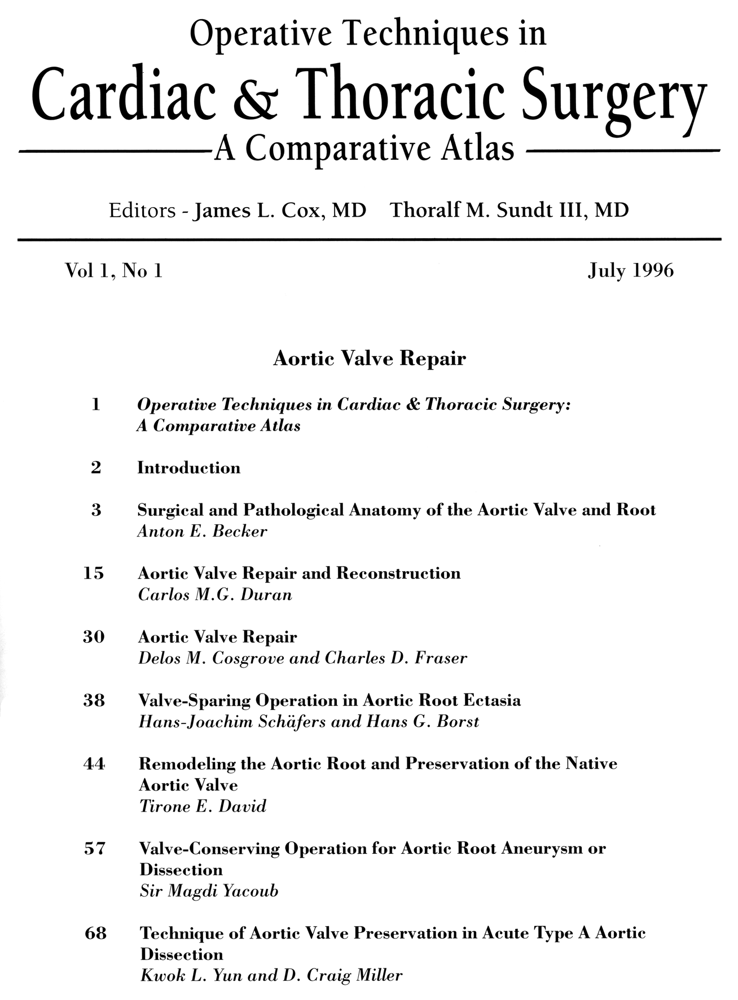 Operative Techniques in
Cardiac & Thoracic Surgery
A Comparative Atlas
Editors - James L. Cox, MD Thoralf M. Sundt III, MD
Vol 1, No 1 July 1996
Aortic Valve Repair
1 Operative Techniques in Cardiac & Thoracic Surgery:
A Comparative Atlas
2 Introduction
3 Surgical and Pathological Anatomy of the Aortic Valve and Root
Anton E. Becker
15 Aortic Valve Repair and Reconstruction
Carlos M.G. Duran
30 Aortic Valve Repair
Delos M. Cosgrove and Charles D. Fraser
38 Valve-Sparing Operation in Aortic Root Ectasia
Hans-Joachim Schäfers and Hans G. Borst
44 Remodeling the Aortic Root and Preservation of the Native
Aortic Valve
Tirone E. David
57 Valve-Conserving Operation for Aortic Root Aneurysm or
Dissection
Sir Magdi Yacoub
68 Technique of Aortic Valve Preservation in Acute Type A Aortic
Dissection
Kwok L. Yun and D. Craig Miller